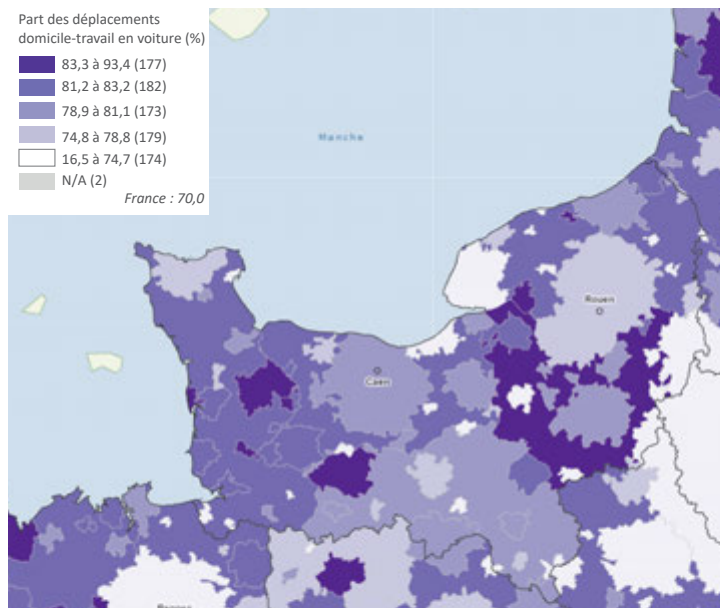 Part des déplacements
domicile-travail en voiture (%)
83,3 à 93,4 (177)
81,2 à 83,2 (182)
78,9 à 81,1 (173)
74,8 à 78,8 (179)
16,5 à 74,7 (174)
N/A (2)
France : 70,0
Manche
Rouen
Caen